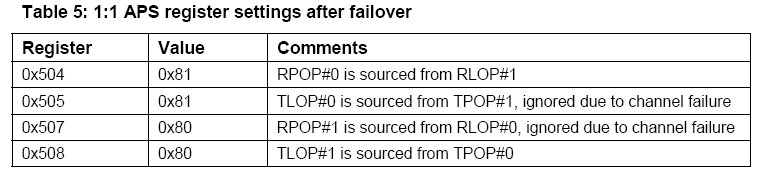 Table 5: 1:1 APS register settings after failover
Register Value Comments
0x504 0x81 RPOP#0 is sourced from RLOP#1
0x505 0x81 TLOP#0 is sourced from TPOP#1, ignored due to channel failure
0x507 0x80 RPOP#1 is sourced from RLOP#0, ignored due to channel failure
0x508 0x80 TLOP#1 is sourced from TPOP#0